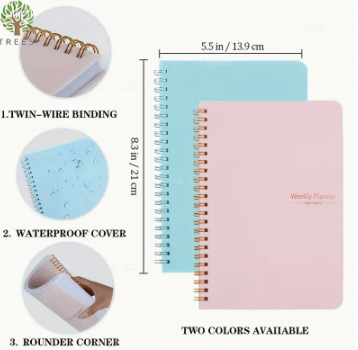 TREES
5.5 in / 13.9 cm
1.TWIN-WIRE BINDING
8.3 in / 21 cm
Weekly Planner
2. WATERPROOF COVER
3. ROUNDER CORNER
TWO COLORS AVAILABLE